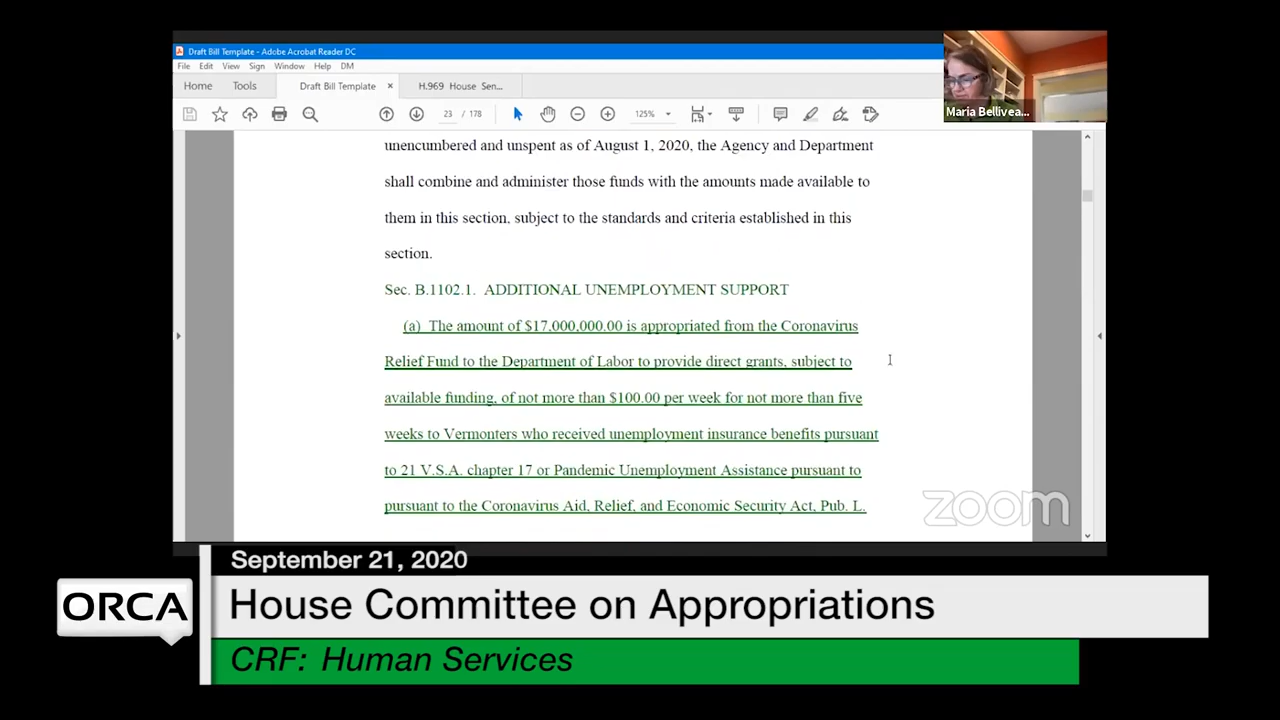 Draft Bill Template - Adobe Acrobat Reader DC
File Edit View Sign Window Help DM
Home Tools Draft Bill Template × H.969 House Sen...
23 / 178 125%
Maria Bellivea...
unencumbered and unspent as of August 1, 2020, the Agency and Department
shall combine and administer those funds with the amounts made available to
them in this section, subject to the standards and criteria established in this
section.
Sec. B.1102.1. ADDITIONAL UNEMPLOYMENT SUPPORT
(a) The amount of $17,000,000.00 is appropriated from the Coronavirus
Relief Fund to the Department of Labor to provide direct grants, subject to
available funding, of not more than $100.00 per week for not more than five
weeks to Vermonters who received unemployment insurance benefits pursuant
to 21 V.S.A. chapter 17 or Pandemic Unemployment Assistance pursuant to
pursuant to the Coronavirus Aid, Relief, and Economic Security Act, Pub. L.
zoom
September 21, 2020
ORCA
House Committee on Appropriations
CRF: Human Services